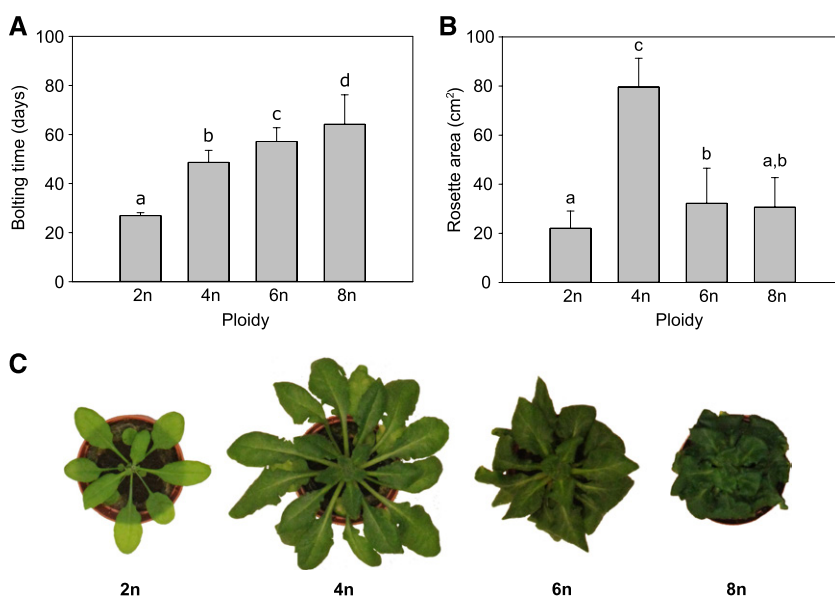 A
Bolting time (days)
100
80
60
40
20
0
a
b
c
d
2n
4n
6n
8n
Ploidy
B
Rosette area (cm²)
100
80
60
40
20
0
a
c
b
a,b
2n
4n
6n
8n
Ploidy
C
2n
4n
6n
8n